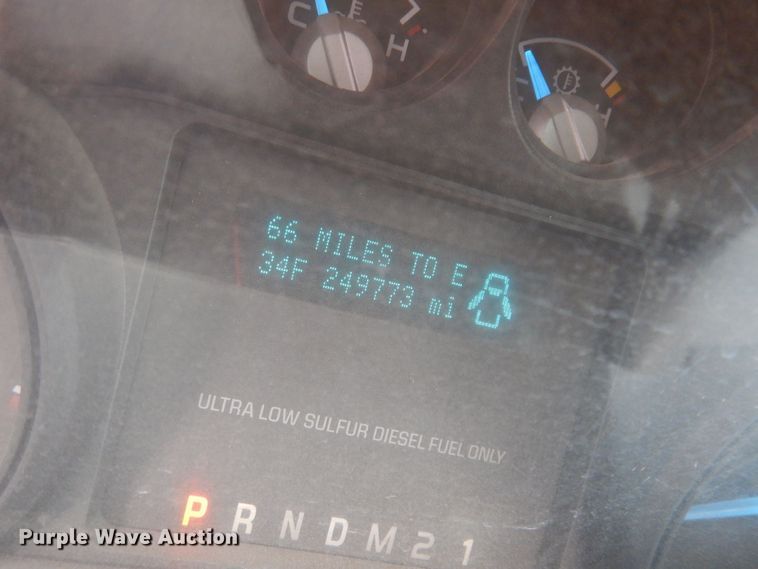 C H
H
66 MILES TO E
34F 249773 mi
ULTRA LOW SULFUR DIESEL FUEL ONLY
P R N D M 2 1
Purple Wave Auction